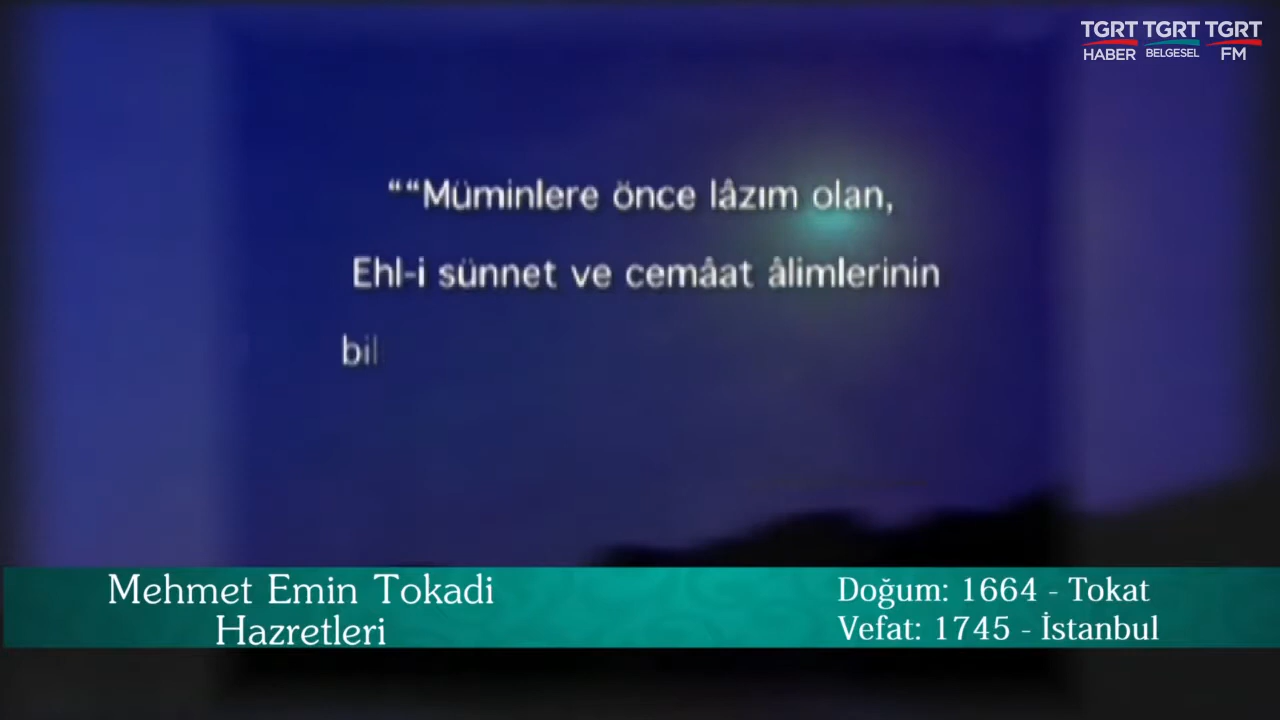 TGRT TGRT TGRT
HABER BELGESEL FM
““Müminlere önce lâzım olan,
Ehl-i sünnet ve cemâat âlimlerinin
bil
Mehmet Emin Tokadi
Hazretleri
Doğum: 1664 - Tokat
Vefat: 1745 - İstanbul